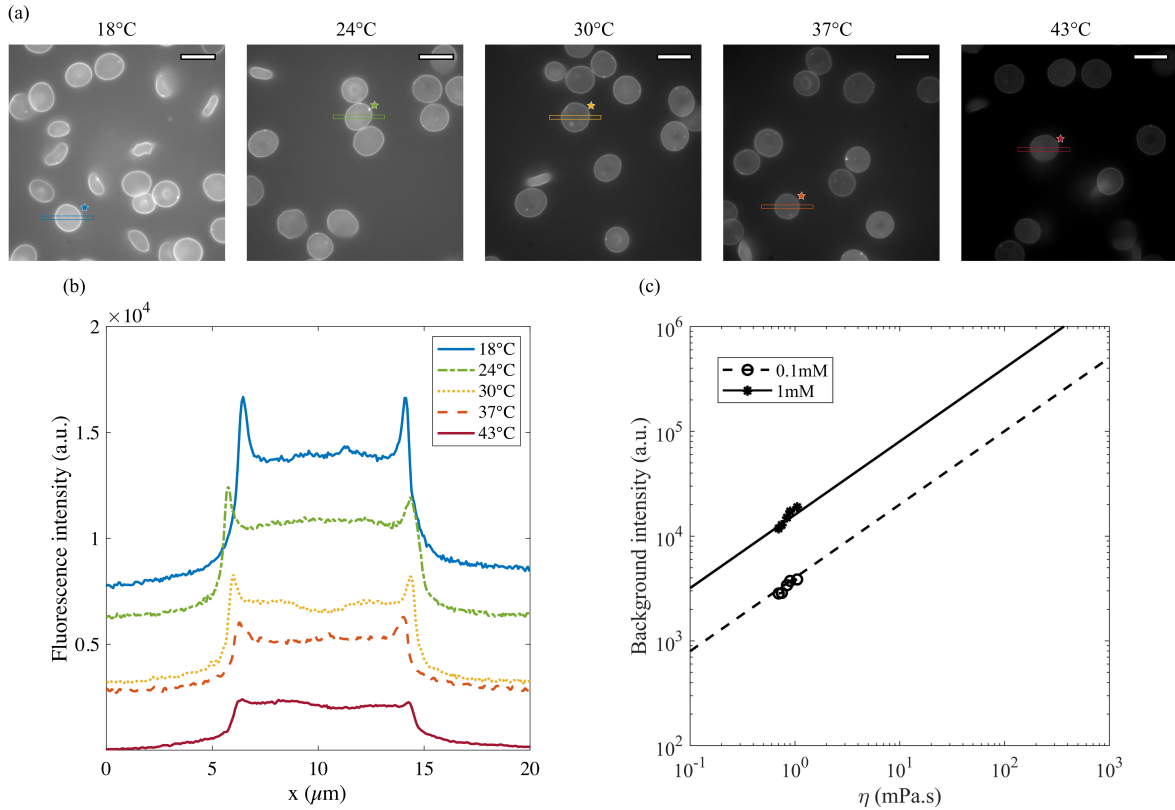 (a)
18°C 24°C 30°C 37°C 43°C
(b)
(c)
×10⁴
2
1.5
1
0.5
0 5 10 15 20
x (μm)
Fluorescence intensity (a.u.)
18°C
24°C
30°C
37°C
43°C
10⁶
10⁵
10⁴
10³
10²
10⁻¹ 10⁰ 10¹ 10² 10³
η (mPa.s)
Background intensity (a.u.)
0.1mM
1mM